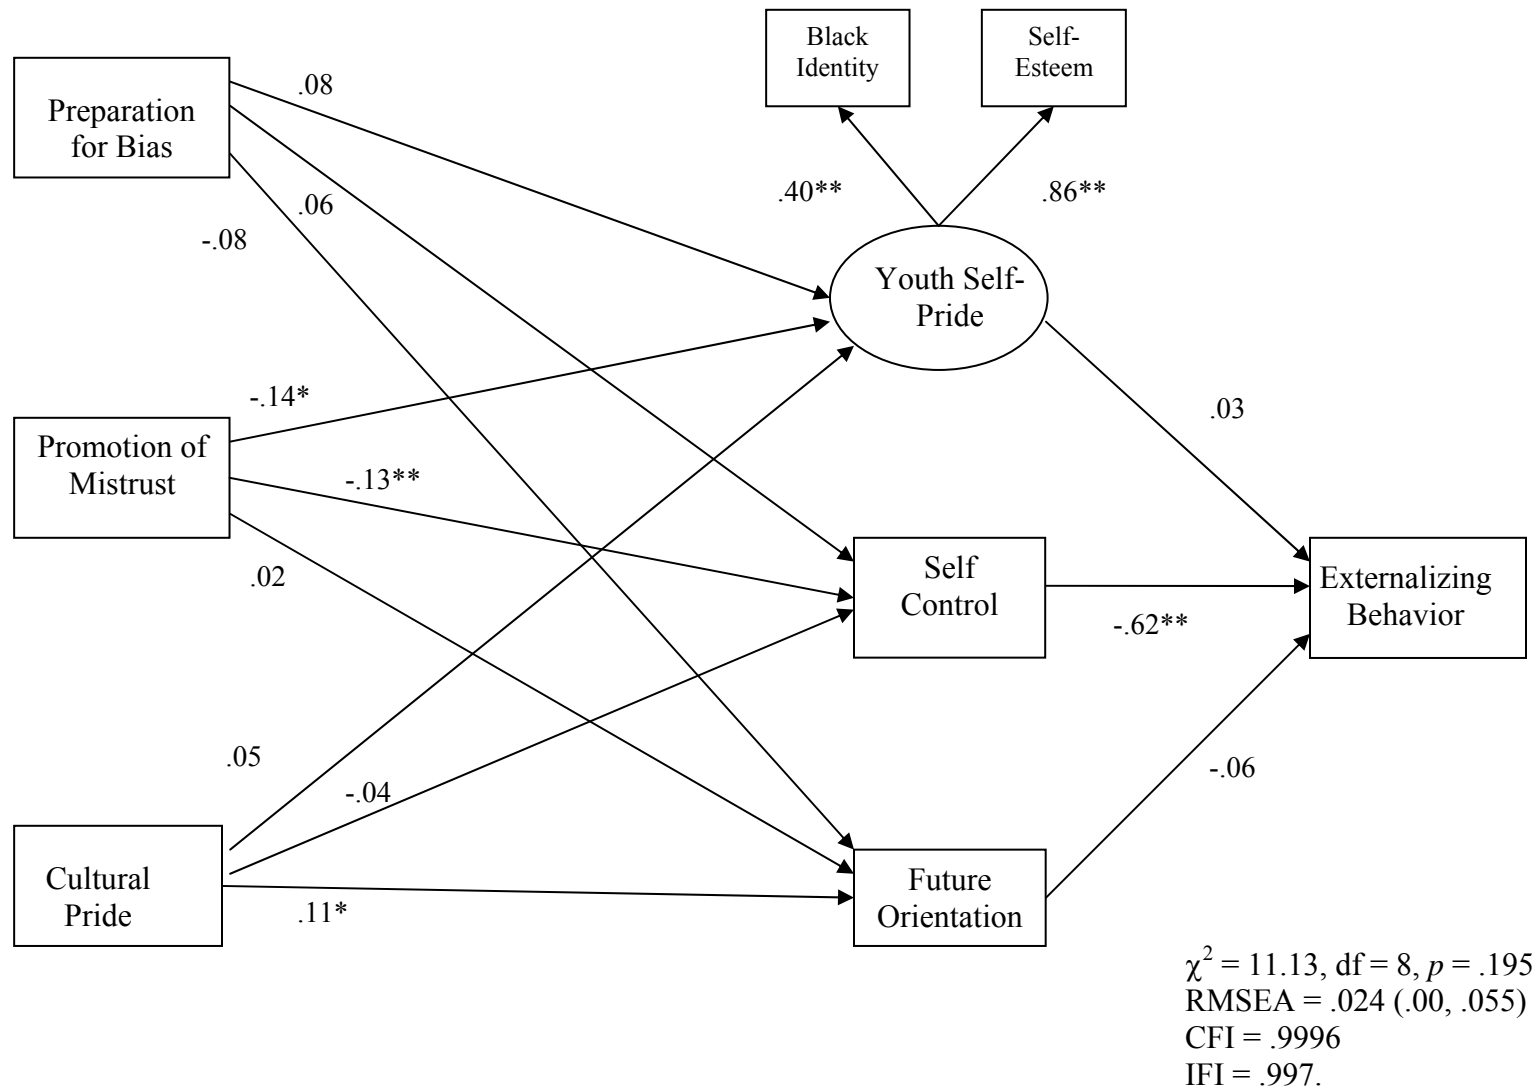 Black
Identity
Self-
Esteem
Preparation
for Bias
.08
.40**
.86**
.06
-.08
Youth Self-
Pride
-.14*
.03
Promotion of
Mistrust
-.13**
.02
Self
Control
Externalizing
Behavior
-.62**
.05
-.04
-.06
Cultural
Pride
.11*
Future
Orientation
χ² = 11.13, df = 8, p = .195
RMSEA = .024 (.00, .055)
CFI = .9996
IFI = .997.